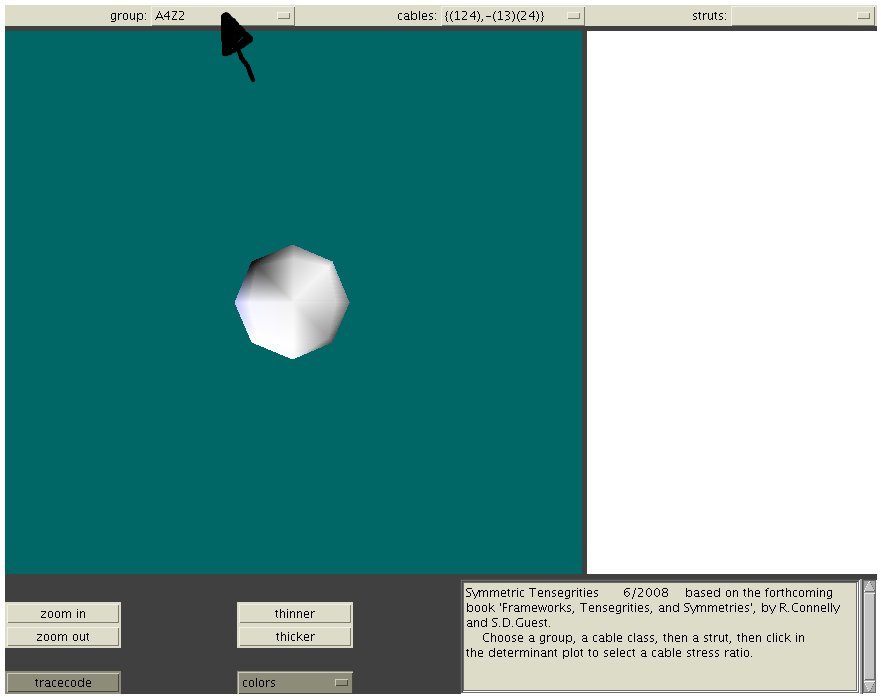 group: A4Z2 cables: {(124),-(13)(24)} struts:
zoom in
zoom out
thinner
thicker
tracecode
colors
Symmetric Tensegrities 6/2008 based on the forthcoming
book 'Frameworks, Tensegrities, and Symmetries', by R.Connelly
and S.D.Guest.
Choose a group, a cable class, then a strut, then click in
the determinant plot to select a cable stress ratio.